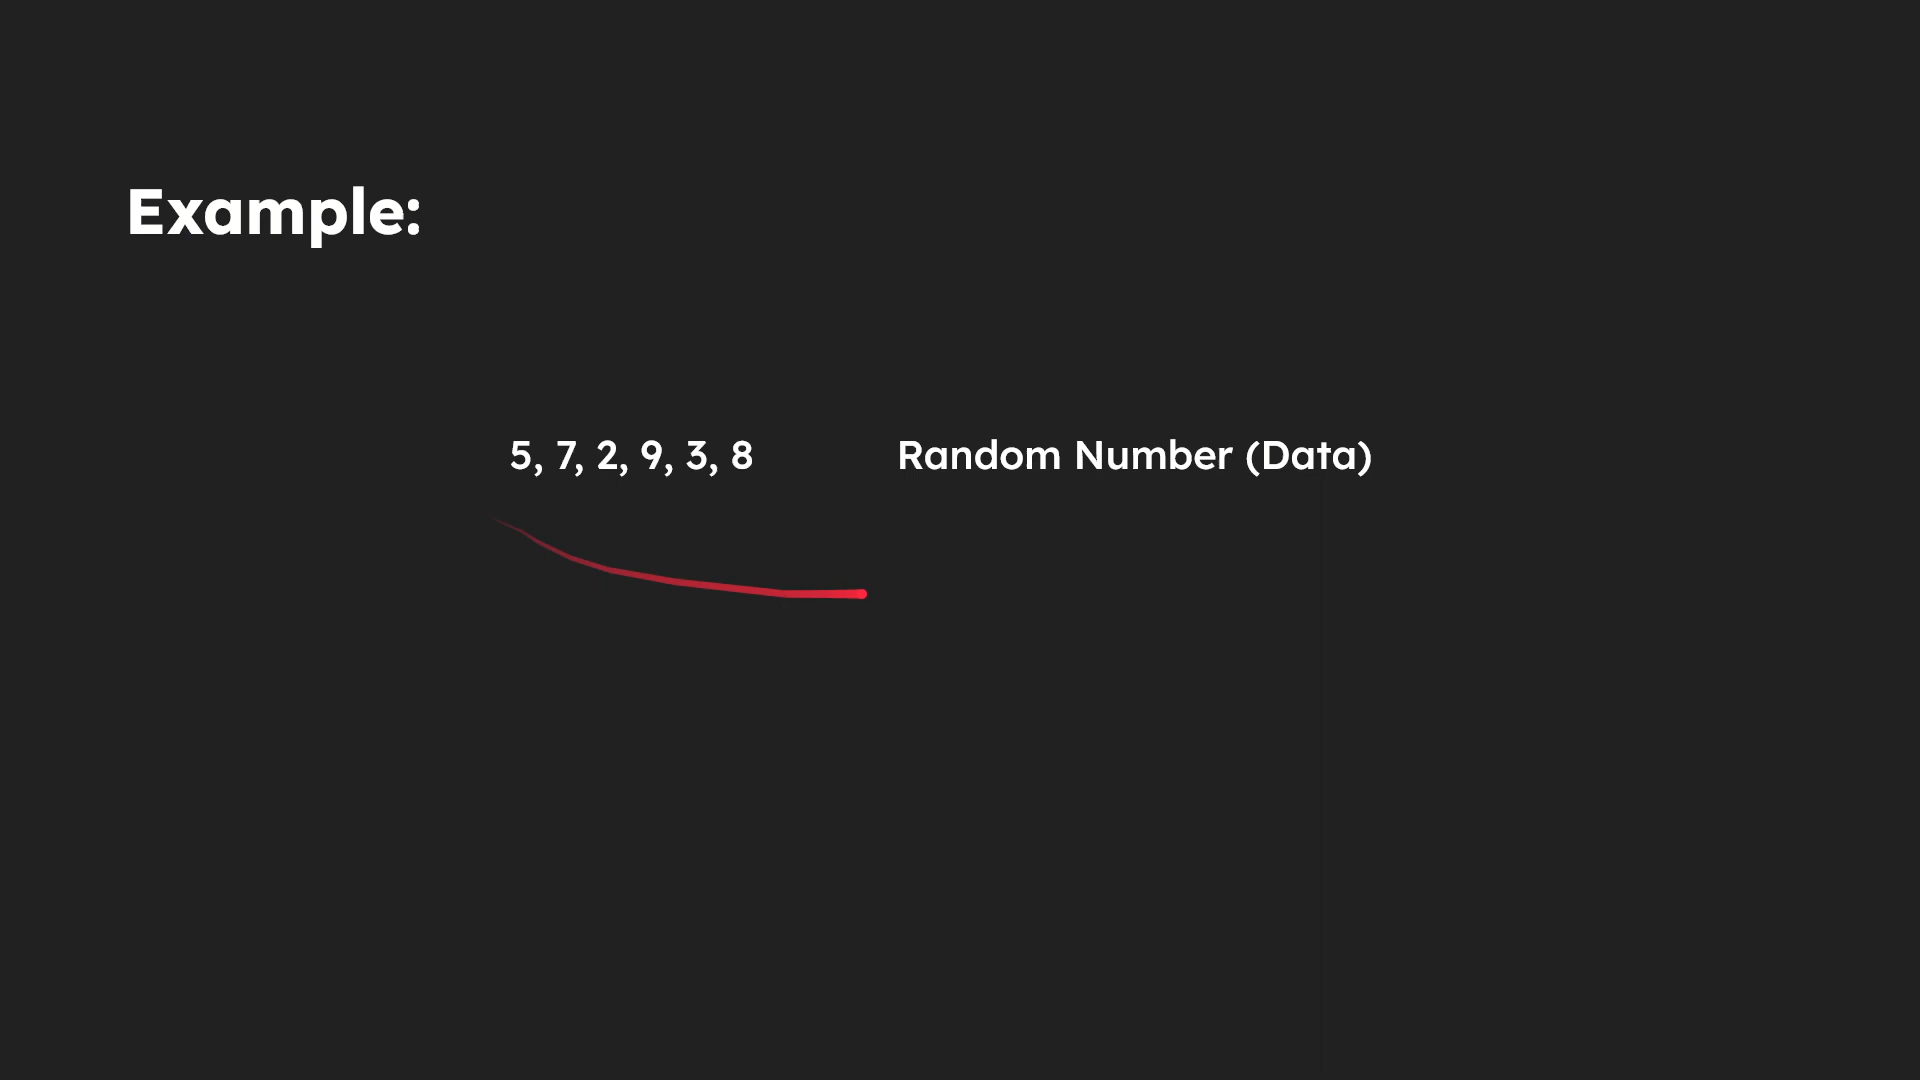 Example:
5, 7, 2, 9, 3, 8 Random Number (Data)